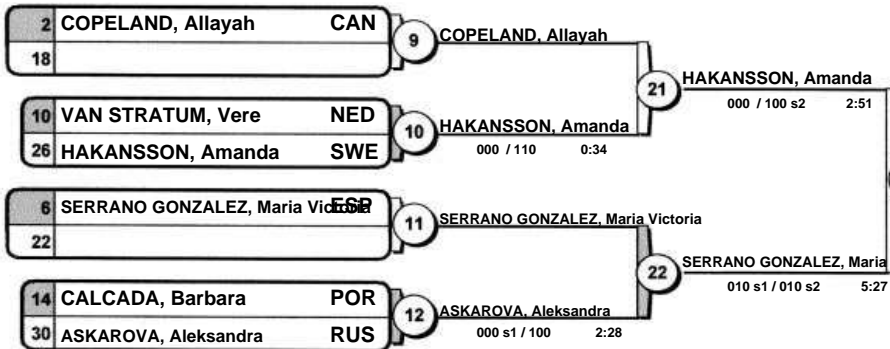 2 COPELAND, Allayah CAN
18
9
COPELAND, Allayah
10 VAN STRATUM, Vere NED
26 HAKANSSON, Amanda SWE
10
HAKANSSON, Amanda
000 / 110 0:34
21
HAKANSSON, Amanda
000 / 100 s2 2:51
6 SERRANO GONZALEZ, Maria Victoria ESP
22
11
SERRANO GONZALEZ, Maria Victoria
14 CALCADA, Barbara POR
30 ASKAROVA, Aleksandra RUS
12
ASKAROVA, Aleksandra
000 s1 / 100 2:28
22
SERRANO GONZALEZ, Maria
010 s1 / 010 s2 5:27